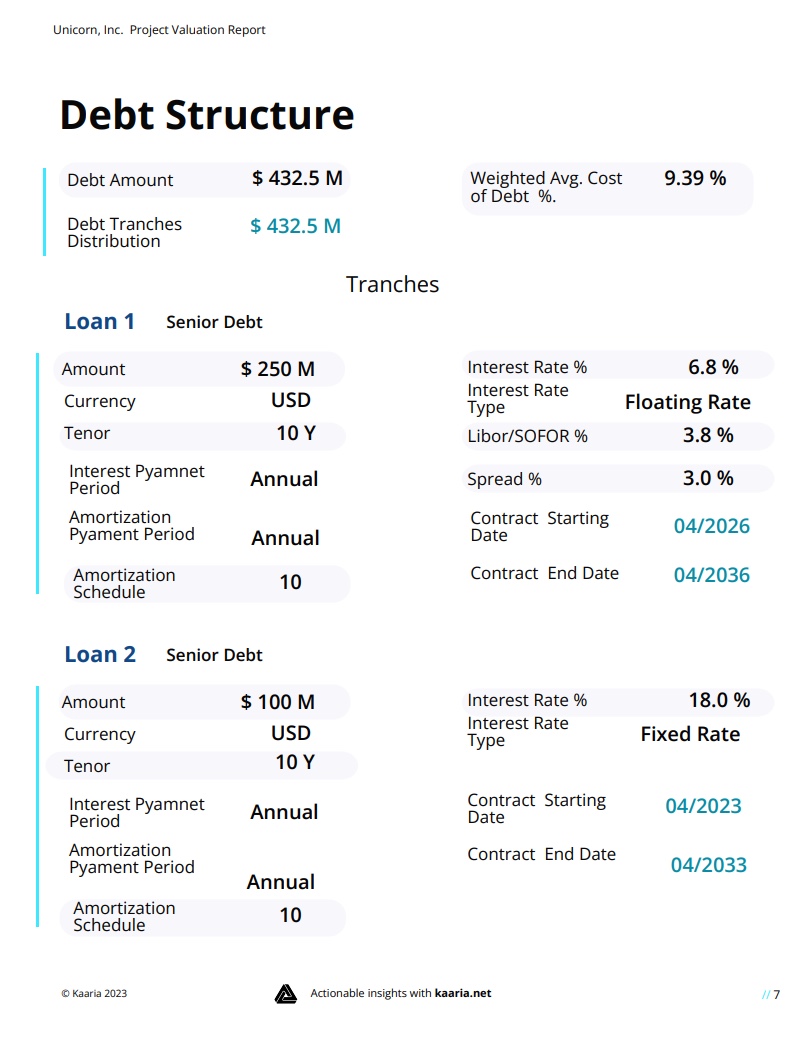 Unicorn, Inc.  Project Valuation Report
Debt Structure
Debt Amount $ 432.5 M
Debt Tranches
Distribution
$ 432.5 M
Weighted Avg. Cost
of Debt  %.
9.39 %
Tranches
Loan 1 Senior Debt
Amount $ 250 M
Currency USD
Tenor 10 Y
Interest Pyamnet
Period
Annual
Amortization
Pyament Period
Annual
Amortization
Schedule
10
Interest Rate % 6.8 %
Interest Rate
Type
Floating Rate
Libor/SOFOR % 3.8 %
Spread % 3.0 %
Contract  Starting
Date
04/2026
Contract  End Date 04/2036
Loan 2 Senior Debt
Amount $ 100 M
Currency USD
Tenor 10 Y
Interest Pyamnet
Period
Annual
Amortization
Pyament Period
Annual
Amortization
Schedule
10
Interest Rate % 18.0 %
Interest Rate
Type
Fixed Rate
Contract  Starting
Date
04/2023
Contract  End Date 04/2033
© Kaaria 2023
Actionable insights with kaaria.net
// 7